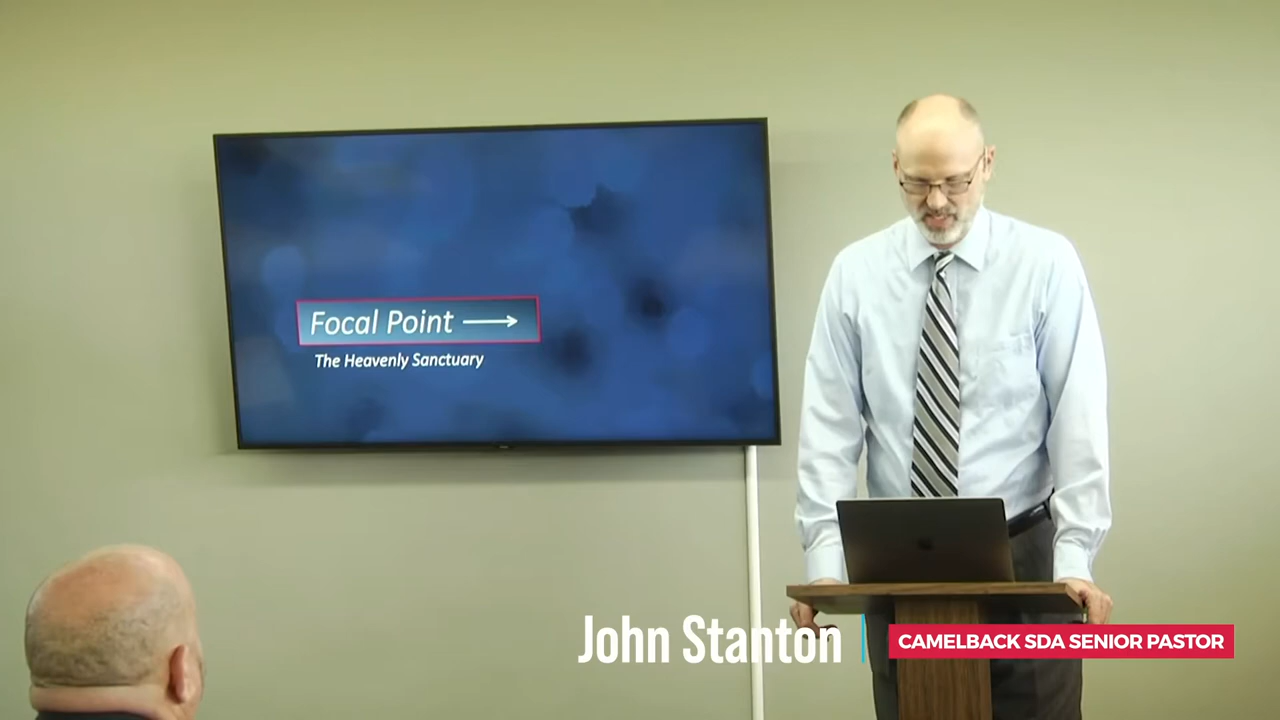 Focal Point →
The Heavenly Sanctuary
John Stanton
CAMELBACK SDA SENIOR PASTOR